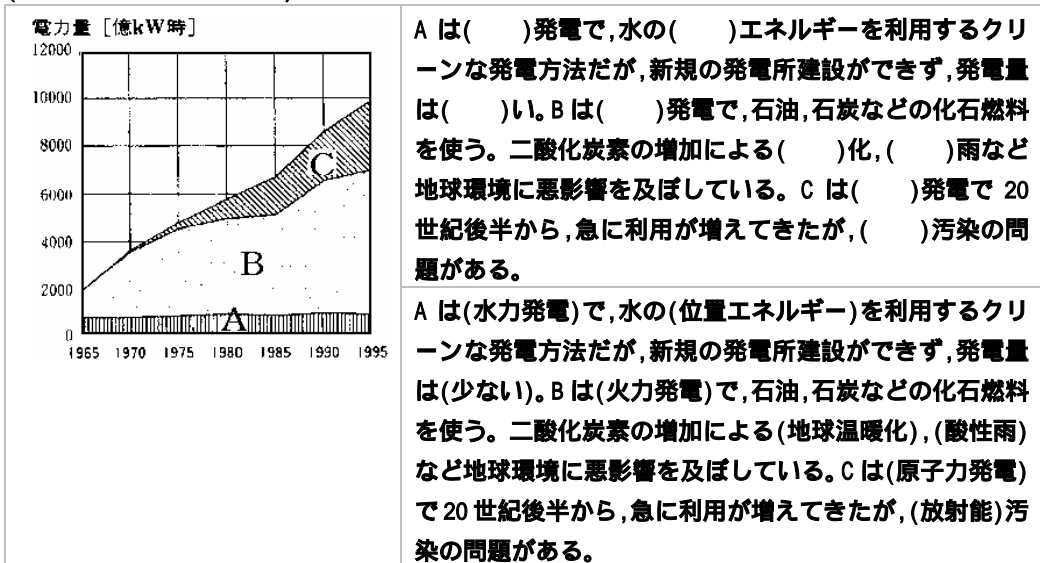 電力量 [億kW時]
12000
10000
8000
6000
4000
2000
0
C
B
A
1965 1970 1975 1980 1985 1990 1995
A は(　　)発電で,水の(　　)エネルギーを利用するクリ
ーンな発電方法だが,新規の発電所建設ができず,発電量
は(　　)い。B は(　　)発電で,石油,石炭などの化石燃料
を使う。二酸化炭素の増加による(　　)化,(　　)雨など
地球環境に悪影響を及ぼしている。C は(　　)発電で 20
世紀後半から,急に利用が増えてきたが,(　　)汚染の問
題がある。
A は(水力発電)で,水の(位置エネルギー)を利用するクリ
ーンな発電方法だが,新規の発電所建設ができず,発電量
は(少ない)。B は(火力発電)で,石油,石炭などの化石燃料
を使う。二酸化炭素の増加による(地球温暖化),(酸性雨)
など地球環境に悪影響を及ぼしている。C は(原子力発電)
で 20 世紀後半から,急に利用が増えてきたが,(放射能)汚
染の問題がある。